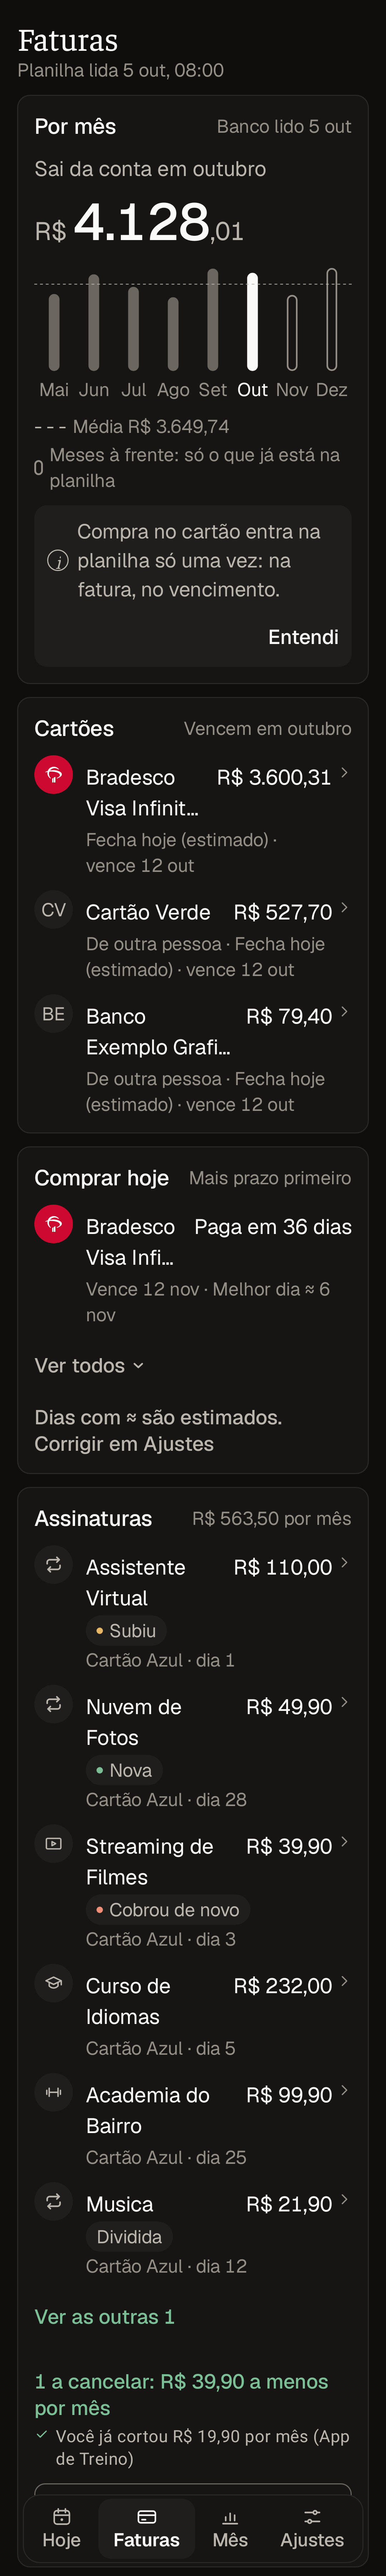 Faturas
Planilha lida 5 out, 08:00
Por mês
Banco lido 5 out
Sai da conta em outubro
R$ 4.128,01
Mai Jun Jul Ago Set Out Nov Dez
--- Média R$ 3.649,74
Meses à frente: só o que já está na
planilha
Compra no cartão entra na
planilha só uma vez: na
fatura, no vencimento.
Entendi
Cartões
Vencem em outubro
Bradesco
Visa Infinit...
R$ 3.600,31
Fecha hoje (estimado) ·
vence 12 out
CV
Cartão Verde
R$ 527,70
De outra pessoa · Fecha hoje
(estimado) · vence 12 out
BE
Banco
Exemplo Grafi...
R$ 79,40
De outra pessoa · Fecha hoje
(estimado) · vence 12 out
Comprar hoje
Mais prazo primeiro
Bradesco
Visa Infi...
Paga em 36 dias
Vence 12 nov · Melhor dia ≈ 6
nov
Ver todos
Dias com ≈ são estimados.
Corrigir em Ajustes
Assinaturas
R$ 563,50 por mês
Assistente
Virtual
R$ 110,00
Subiu
Cartão Azul · dia 1
Nuvem de
Fotos
R$ 49,90
Nova
Cartão Azul · dia 28
Streaming de
Filmes
R$ 39,90
Cobrou de novo
Cartão Azul · dia 3
Curso de
Idiomas
R$ 232,00
Cartão Azul · dia 5
Academia do
Bairro
R$ 99,90
Cartão Azul · dia 25
Musica
R$ 21,90
Dividida
Cartão Azul · dia 12
Ver as outras 1
1 a cancelar: R$ 39,90 a menos
por mês
Você já cortou R$ 19,90 por mês (App
de Treino)
Hoje
Faturas
Mês
Ajustes